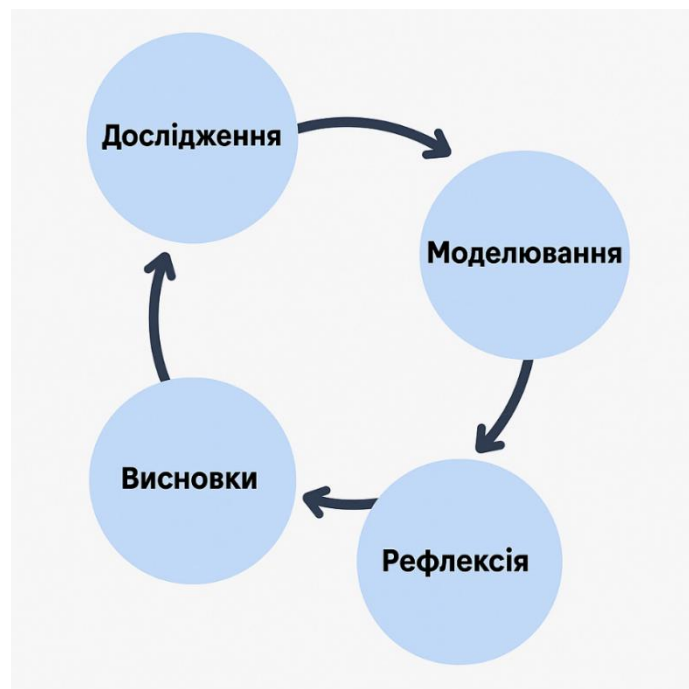 Дослідження
Моделювання
Рефлексія
Висновки